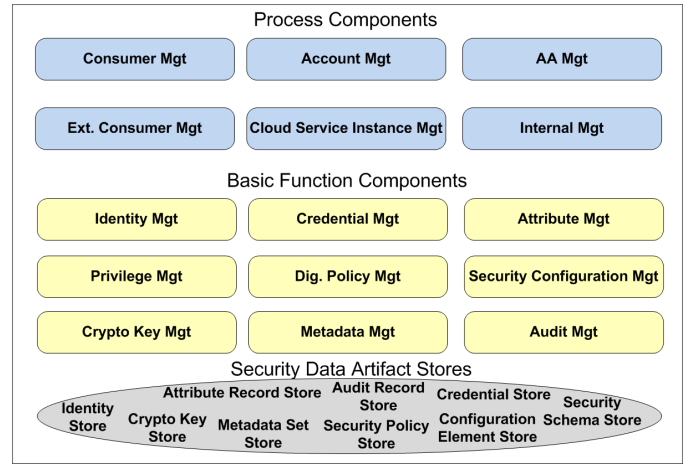 Process Components
Consumer Mgt
Account Mgt
AA Mgt
Ext. Consumer Mgt
Cloud Service Instance Mgt
Internal Mgt
Basic Function Components
Identity Mgt
Credential Mgt
Attribute Mgt
Privilege Mgt
Dig. Policy Mgt
Security Configuration Mgt
Crypto Key Mgt
Metadata Mgt
Audit Mgt
Security Data Artifact Stores
Identity
Store
Attribute Record Store
Audit Record
Store
Credential Store
Security
Schema Store
Crypto Key
Store
Metadata Set
Store
Security Policy
Store
Configuration
Element Store